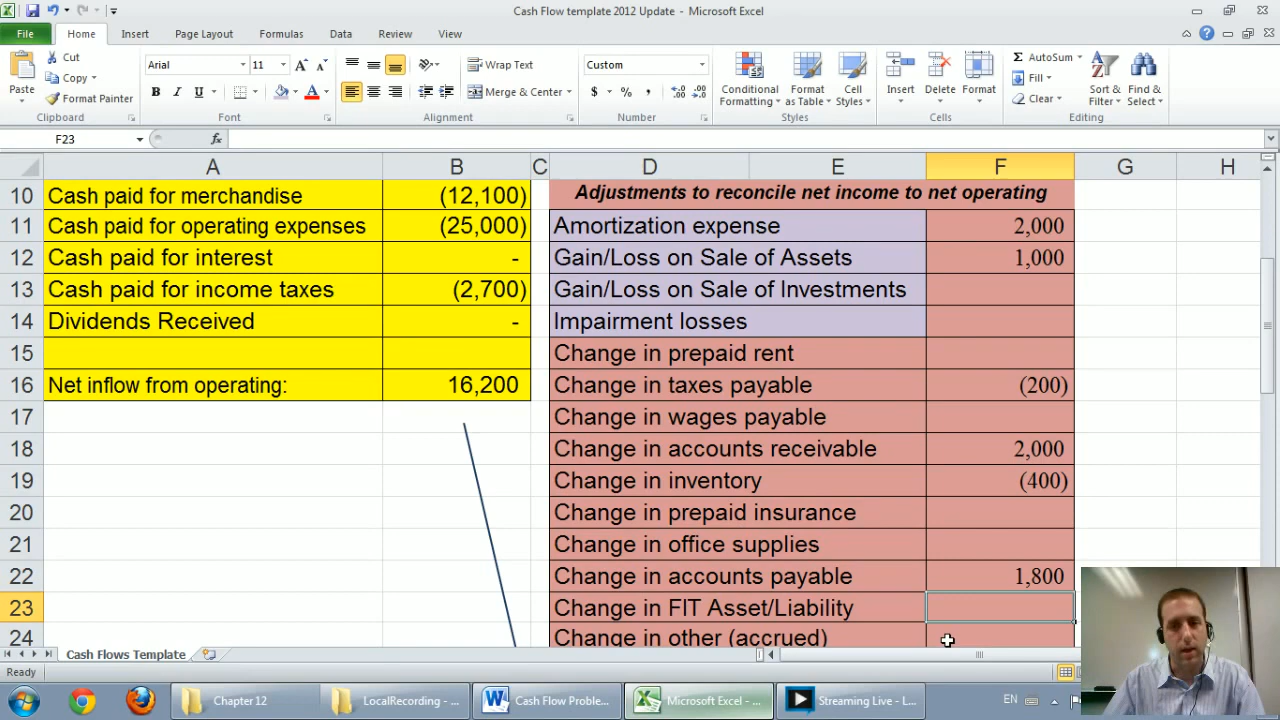 Cash Flow template 2012 Update - Microsoft Excel
File Home Insert Page Layout Formulas Data Review View
Paste
Cut
Copy
Format Painter
Clipboard
Arial 11
A A
B I U A
Font
Wrap Text
Merge & Center
Alignment
Custom
$ % , .00
Number
Conditional Formatting
Format as Table
Cell Styles
Styles
Insert Delete Format
Cells
Σ AutoSum
Fill
Clear
Sort & Filter
Find & Select
Editing
F23 fx
A B C D E F G H
10 Cash paid for merchandise (12,100) Adjustments to reconcile net income to net operating
11 Cash paid for operating expenses (25,000) Amortization expense 2,000
12 Cash paid for interest - Gain/Loss on Sale of Assets 1,000
13 Cash paid for income taxes (2,700) Gain/Loss on Sale of Investments
14 Dividends Received - Impairment losses
15 Change in prepaid rent
16 Net inflow from operating: 16,200 Change in taxes payable (200)
17 Change in wages payable
18 Change in accounts receivable 2,000
19 Change in inventory (400)
20 Change in prepaid insurance
21 Change in office supplies
22 Change in accounts payable 1,800
23 Change in FIT Asset/Liability
24 Change in other (accrued)
Cash Flows Template
Ready
Chapter 12
LocalRecording - ...
Cash Flow Proble...
Microsoft Excel - ...
Streaming Live - L...
EN